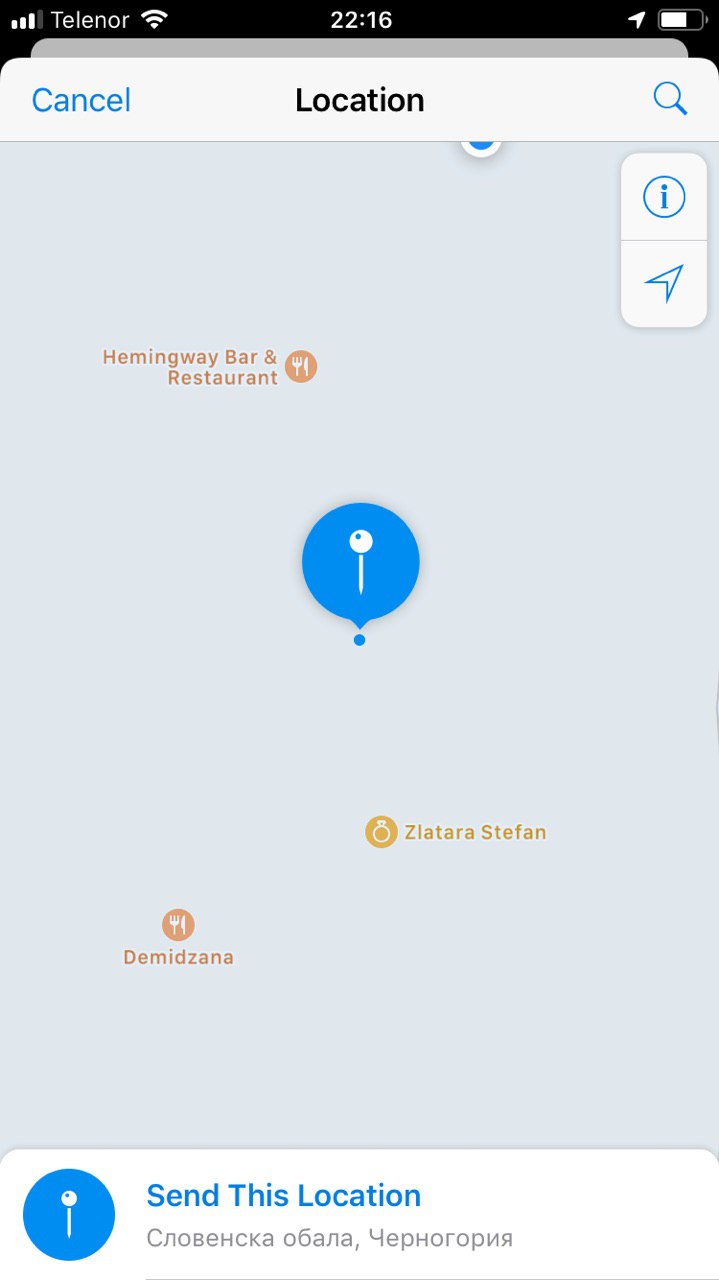 Telenor 22:16
Cancel Location
Hemingway Bar &
Restaurant
Zlatara Stefan
Demidzana
Send This Location
Словенска обала, Черногория